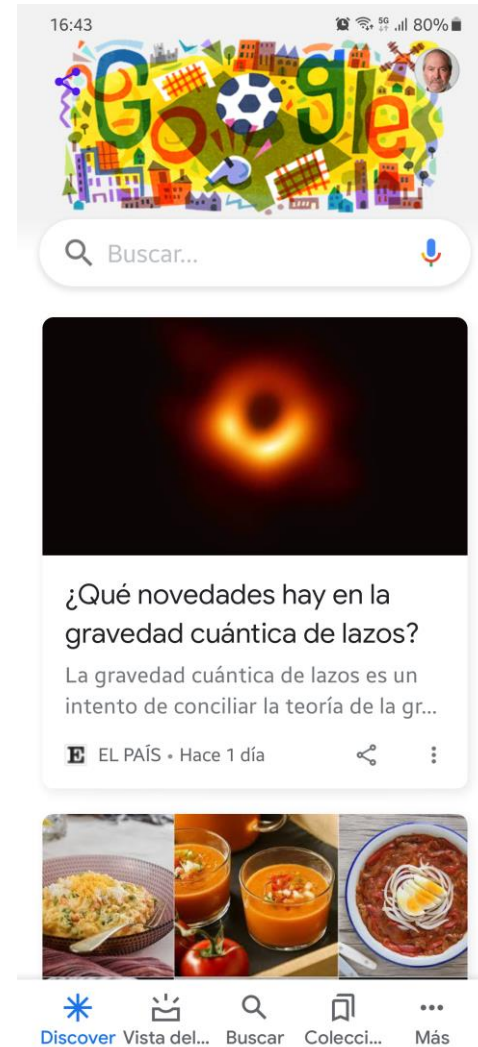 16:43
5G
80%
Google
Buscar...
¿Qué novedades hay en la
gravedad cuántica de lazos?
La gravedad cuántica de lazos es un
intento de conciliar la teoría de la gr...
E EL PAÍS • Hace 1 día
Discover Vista del... Buscar Colecci... Más